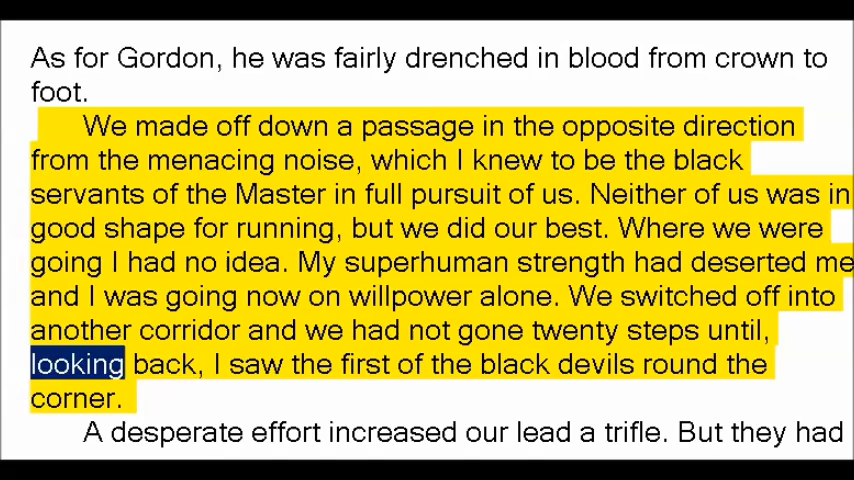 As for Gordon, he was fairly drenched in blood from crown to
foot.
We made off down a passage in the opposite direction
from the menacing noise, which I knew to be the black
servants of the Master in full pursuit of us. Neither of us was in
good shape for running, but we did our best. Where we were
going I had no idea. My superhuman strength had deserted me
and I was going now on willpower alone. We switched off into
another corridor and we had not gone twenty steps until,
looking back, I saw the first of the black devils round the
corner.
A desperate effort increased our lead a trifle. But they had